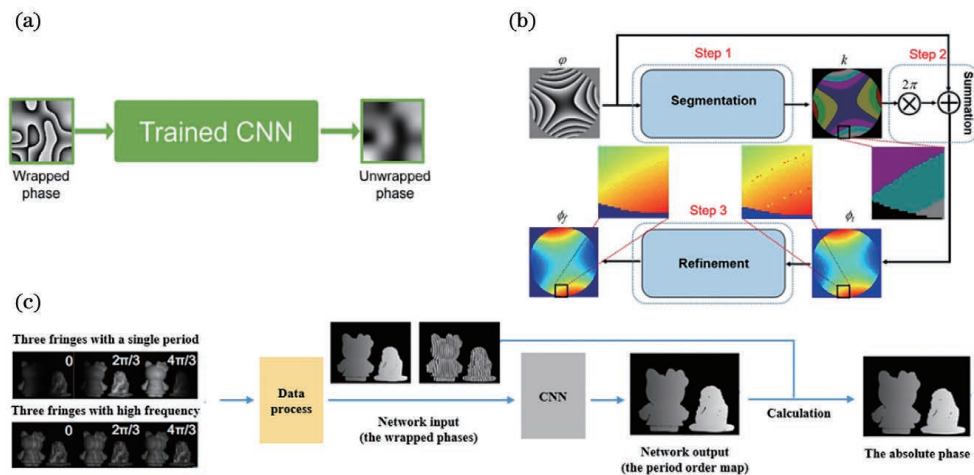 (a)
Trained CNN
Wrapped
phase
Unwrapped
phase
(b)
Step 1
Step 2
φ
k
2π
Segmentation
Summation
Step 3
ϕf
ϕt
Refinement
(c)
Three fringes with a single period
0
2π/3
4π/3
Three fringes with high frequency
0
2π/3
4π/3
Data
process
Network input
(the wrapped phases)
CNN
Network output
(the period order map)
Calculation
The absolute phase